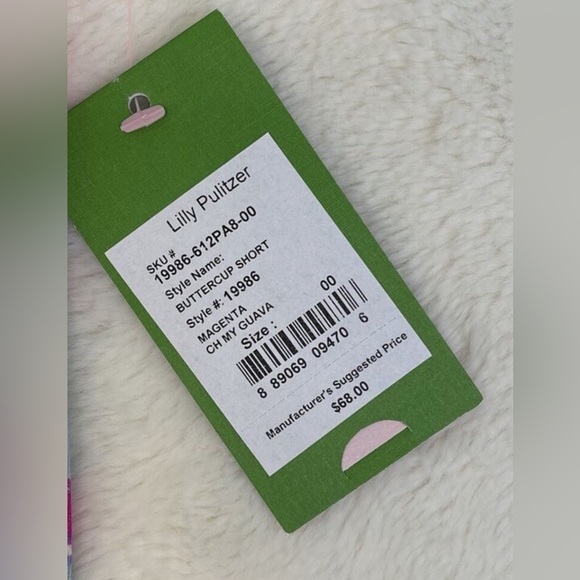 Lilly Pulitzer
SKU #
19986-612PA8-00
Style Name:
BUTTERCUP SHORT
Style #: 19986
MAGENTA
CH MY GUAVA
Size : 00
8 89069 09470 6
Manufacturer's Suggested Price
$68.00